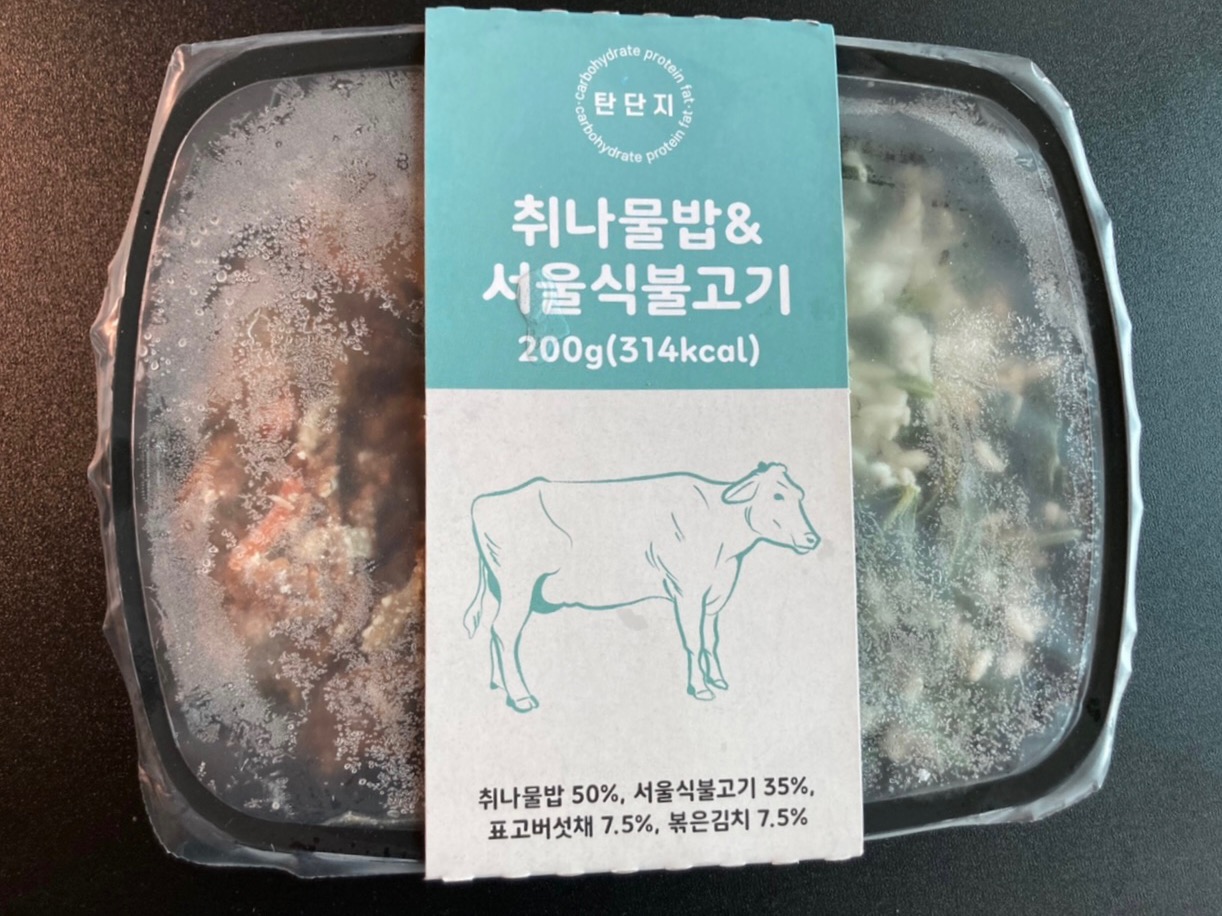 ·carbohydrate protein fat·
탄단지
·carbohydrate protein fat·
취나물밥&
서울식불고기
200g(314kcal)
취나물밥 50%, 서울식불고기 35%,
표고버섯채 7.5%, 볶은김치 7.5%